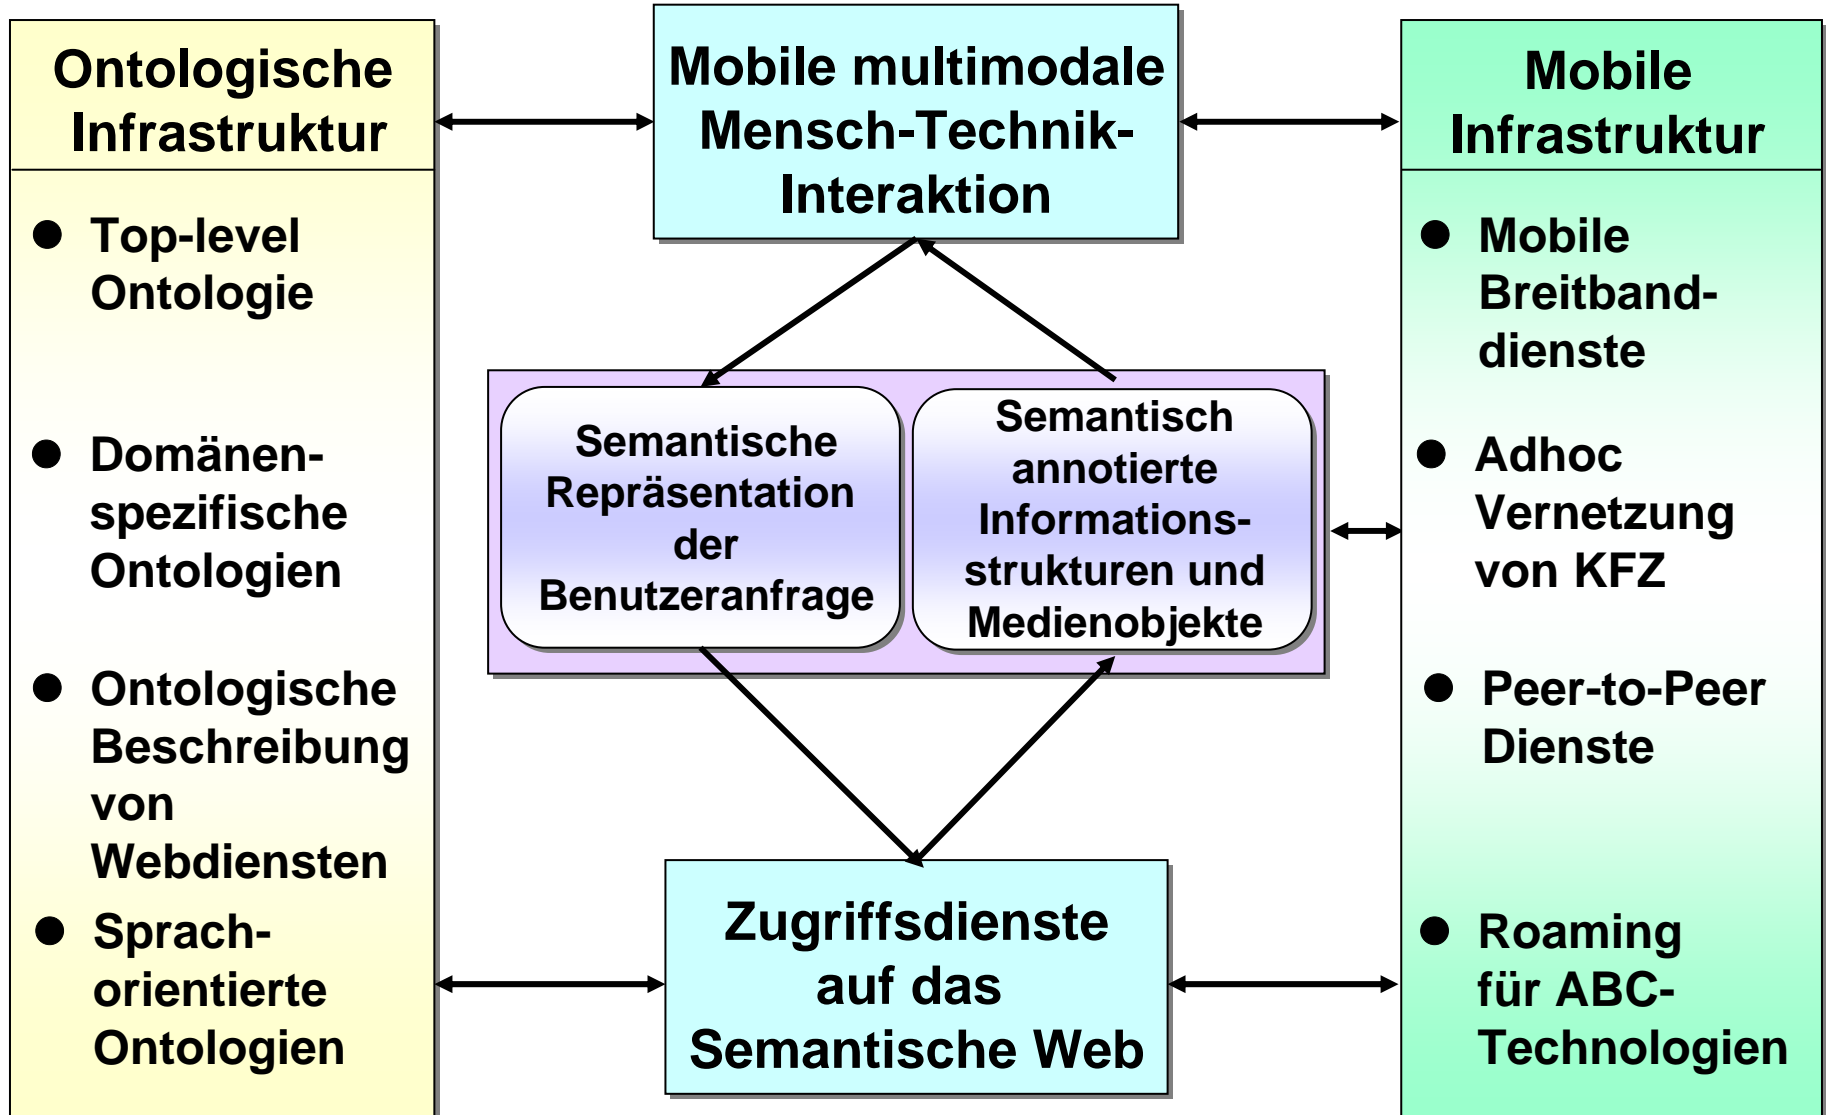 Ontologische
Infrastruktur
● Top-level
Ontologie
● Domänen-
spezifische
Ontologien
● Ontologische
Beschreibung
von
Webdiensten
● Sprach-
orientierte
Ontologien
Mobile multimodale
Mensch-Technik-
Interaktion
Semantische
Repräsentation
der
Benutzeranfrage
Semantisch
annotierte
Informations-
strukturen und
Medienobjekte
Zugriffsdienste
auf das
Semantische Web
Mobile
Infrastruktur
● Mobile
Breitband-
dienste
● Adhoc
Vernetzung
von KFZ
● Peer-to-Peer
Dienste
● Roaming
für ABC-
Technologien